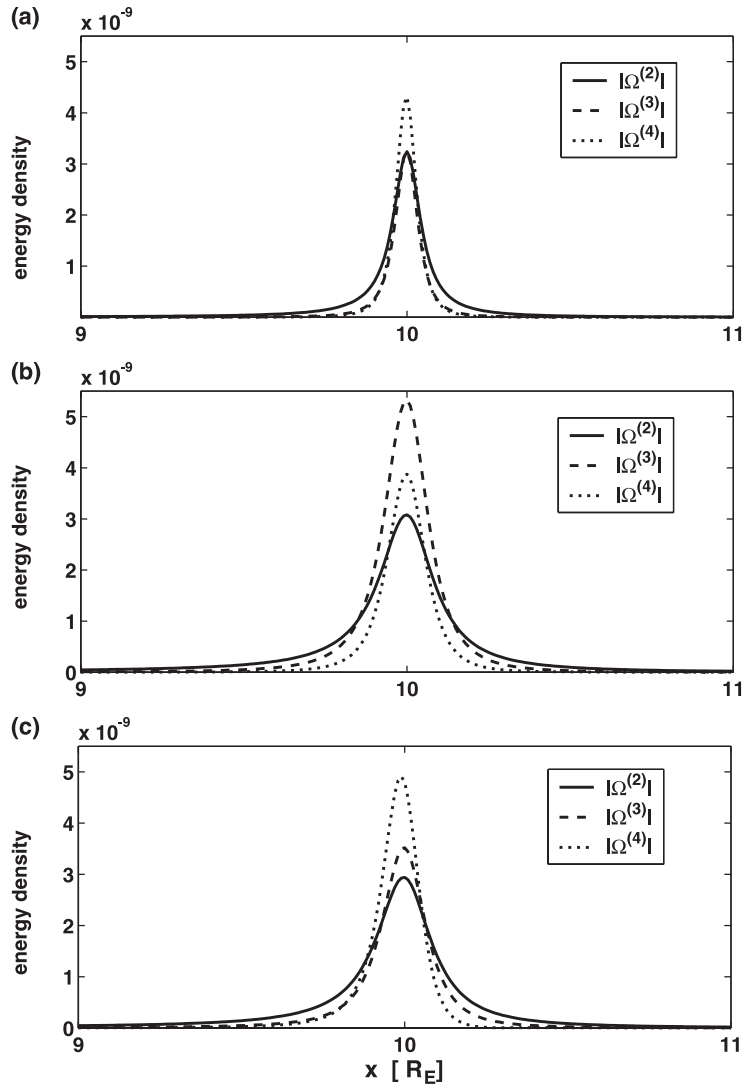 (a)
x 10⁻⁹
5
4
3
2
1
energy density
|Ω⁽²⁾|
|Ω⁽³⁾|
|Ω⁽⁴⁾|
9
10
11
(b)
x 10⁻⁹
5
4
3
2
1
0
energy density
|Ω⁽²⁾|
|Ω⁽³⁾|
|Ω⁽⁴⁾|
9
10
11
(c)
x 10⁻⁹
5
4
3
2
1
0
energy density
|Ω⁽²⁾|
|Ω⁽³⁾|
|Ω⁽⁴⁾|
9
10
11
x [ R_E]